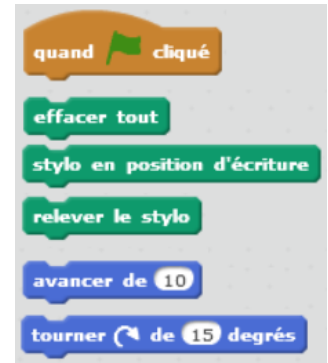 quand cliqué
effacer tout
stylo en position d'écriture
relever le stylo
avancer de 10
tourner de 15 degrés